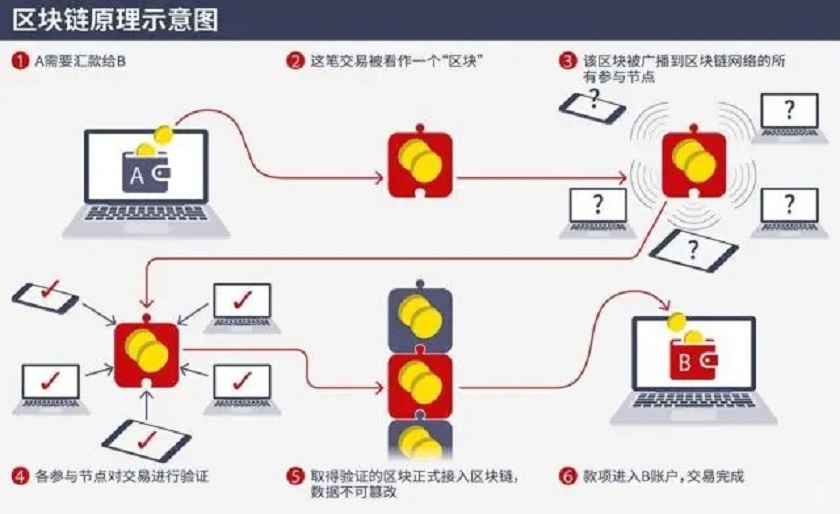 区块链原理示意图
1 A需要汇款给B
2 这笔交易被看作一个“区块”
3 该区块被广播到区块链网络的所
有参与节点
?
?
A
?
?
?
B
4 各参与节点对交易进行验证
5 取得验证的区块正式接入区块链，
数据不可篡改
6 款项进入B账户，交易完成